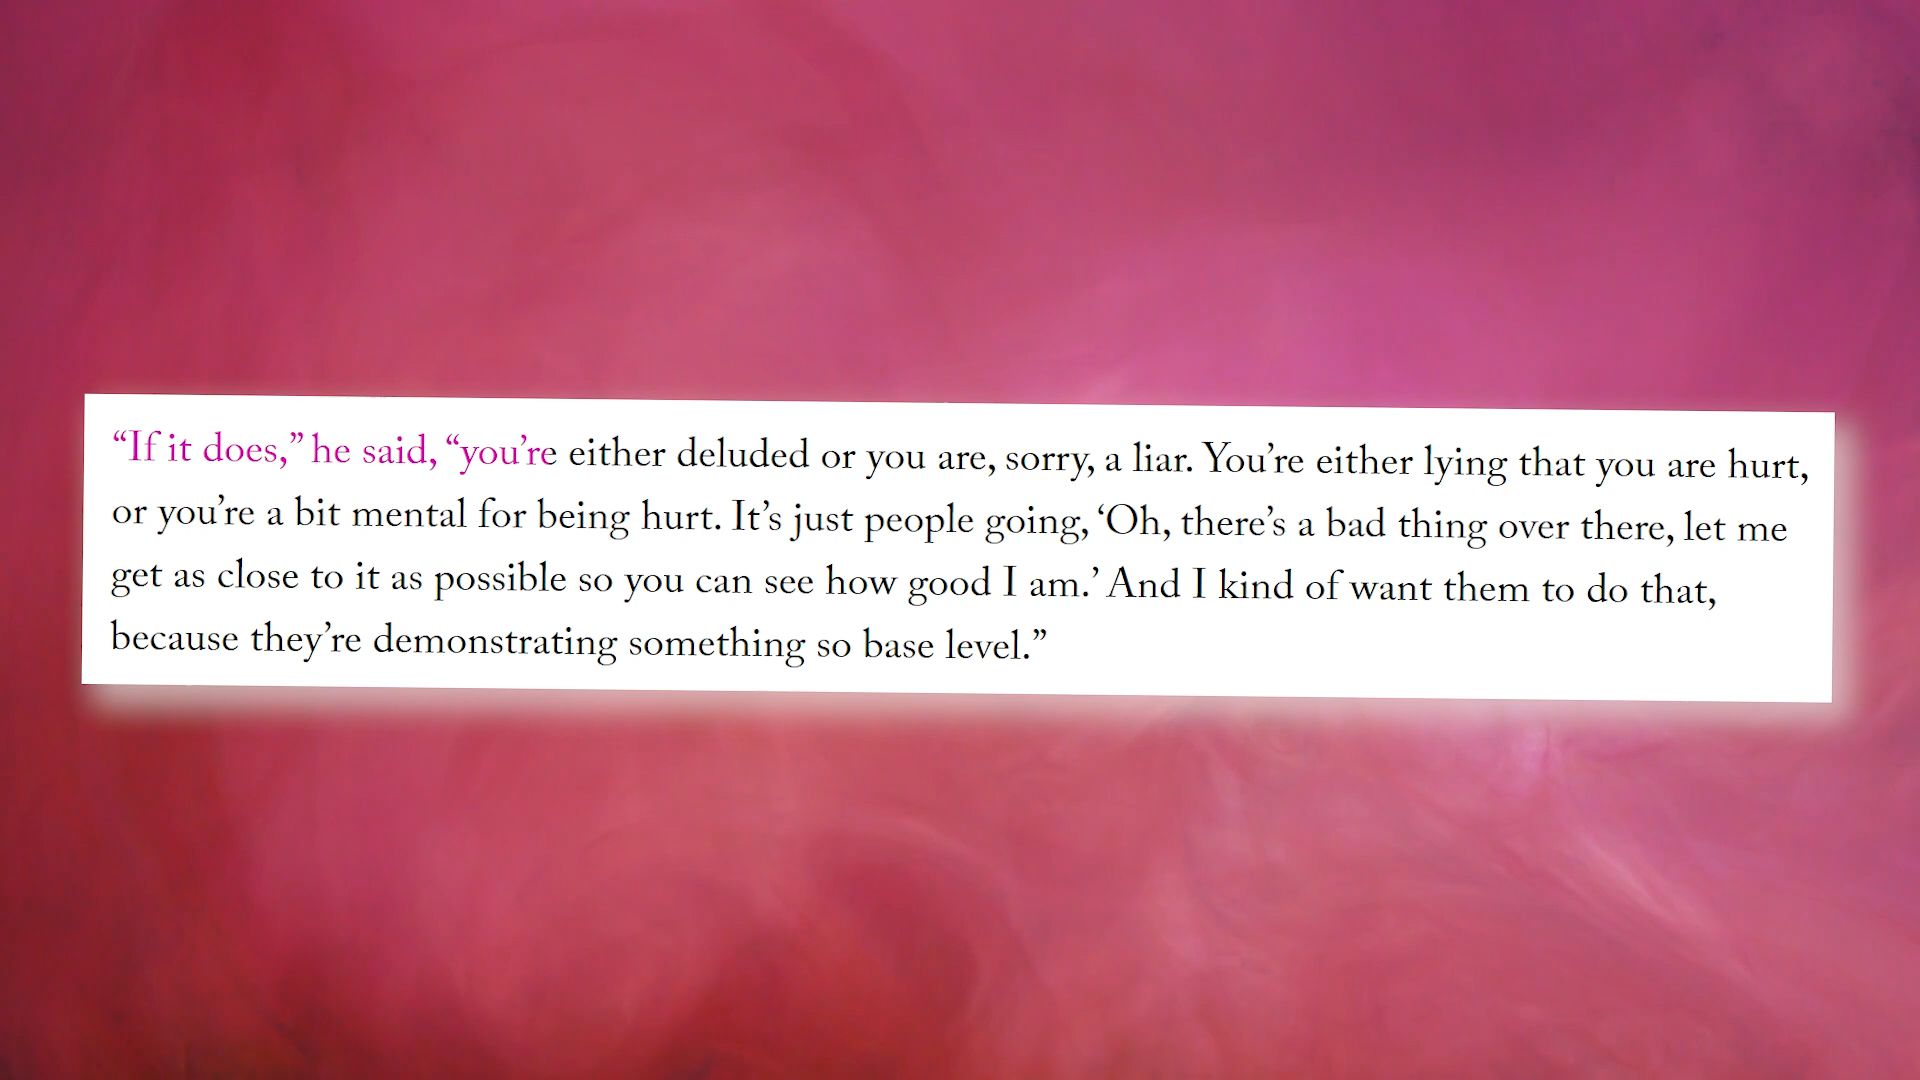 “If it does,” he said, “you’re either deluded or you are, sorry, a liar. You’re either lying that you are hurt,
or you’re a bit mental for being hurt. It’s just people going, ‘Oh, there’s a bad thing over there, let me
get as close to it as possible so you can see how good I am.’ And I kind of want them to do that,
because they’re demonstrating something so base level.”